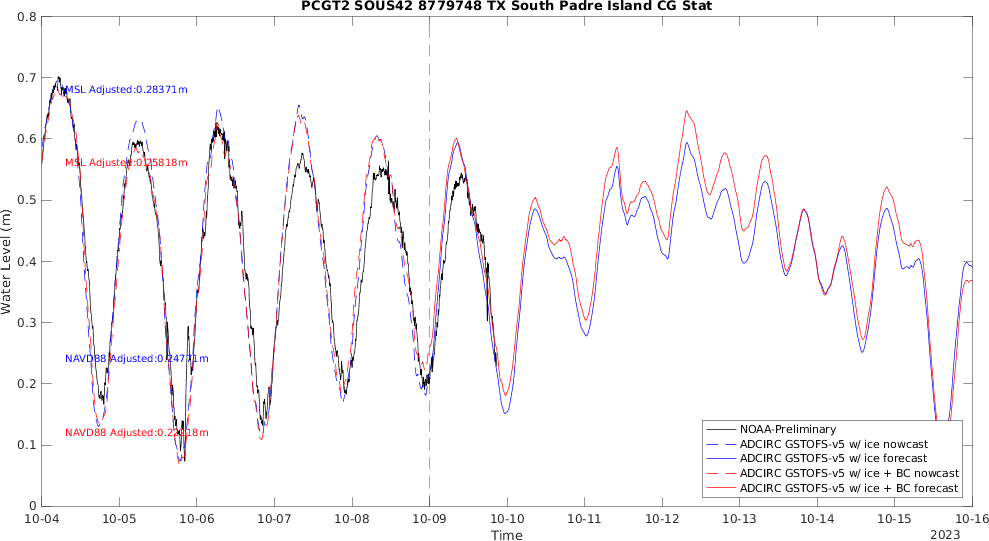 PCGT2 SOUS42 8779748 TX South Padre Island CG Stat
0.8
0.7
0.6
0.5
0.4
0.3
0.2
0.1
0
Water Level (m)
MSL Adjusted:0.28371m
MSL Adjusted:0.25818m
NAVD88 Adjusted:0.24771m
NAVD88 Adjusted:
NOAA-Preliminary
ADCIRC GSTOFS-v5 w/ ice nowcast
ADCIRC GSTOFS-v5 w/ ice forecast
ADCIRC GSTOFS-v5 w/ ice + BC nowcast
ADCIRC GSTOFS-v5 w/ ice + BC forecast
10-04 10-05 10-06 10-07 10-08 10-09 10-10 10-11 10-12 10-13 10-14 10-15 10-16
Time
2023